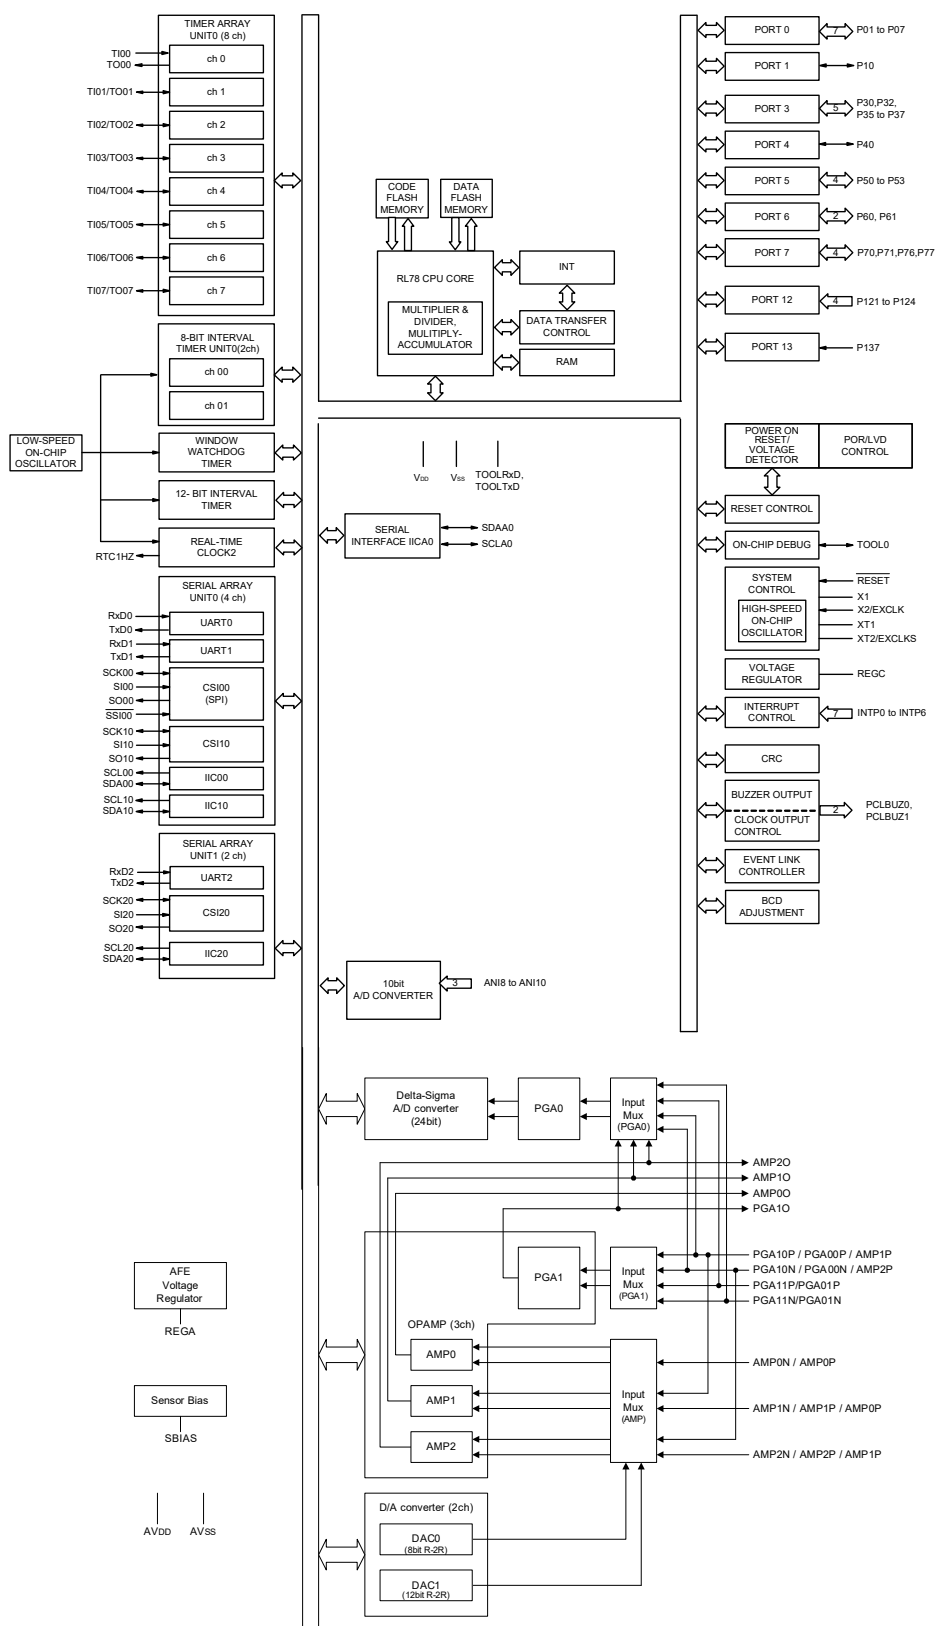 TIMER ARRAY
UNIT0 (8 ch)
TI00
TO00
ch 0
TI01/TO01
ch 1
TI02/TO02
ch 2
TI03/TO03
ch 3
TI04/TO04
ch 4
TI05/TO05
ch 5
TI06/TO06
ch 6
TI07/TO07
ch 7
8-BIT INTERVAL
TIMER UNIT0(2ch)
ch 00
ch 01
LOW-SPEED
ON-CHIP
OSCILLATOR
WINDOW
WATCHDOG
TIMER
12- BIT INTERVAL
TIMER
REAL-TIME
CLOCK2
RTC1HZ
SERIAL ARRAY
UNIT0 (4 ch)
RxD0
TxD0
UART0
RxD1
TxD1
UART1
SCK00
SI00
SO00
SSI00
CSI00
(SPI)
SCK10
SI10
SO10
CSI10
SCL00
SDA00
IIC00
SCL10
SDA10
IIC10
SERIAL ARRAY
UNIT1 (2 ch)
RxD2
TxD2
UART2
SCK20
SI20
SO20
CSI20
SCL20
SDA20
IIC20
CODE
FLASH
MEMORY
DATA
FLASH
MEMORY
RL78 CPU CORE
MULTIPLIER &
DIVIDER,
MULITIPLY-
ACCUMULATOR
INT
DATA TRANSFER
CONTROL
RAM
VDD
VSS
TOOLRxD,
TOOLTxD
SERIAL
INTERFACE IICA0
SDAA0
SCLA0
10bit
A/D CONVERTER
3
ANI8 to ANI10
PORT 0
7
P01 to P07
PORT 1
P10
PORT 3
5
P30,P32,
P35 to P37
PORT 4
P40
PORT 5
4
P50 to P53
PORT 6
2
P60, P61
PORT 7
4
P70,P71,P76,P77
PORT 12
4
P121 to P124
PORT 13
P137
POWER ON
RESET/
VOLTAGE
DETECTOR
POR/LVD
CONTROL
RESET CONTROL
ON-CHIP DEBUG
TOOL0
SYSTEM
CONTROL
HIGH-SPEED
ON-CHIP
OSCILLATOR
RESET
X1
X2/EXCLK
XT1
XT2/EXCLKS
VOLTAGE
REGULATOR
REGC
INTERRUPT
CONTROL
7
INTP0 to INTP6
CRC
BUZZER OUTPUT
CLOCK OUTPUT
CONTROL
2
PCLBUZ0,
PCLBUZ1
EVENT LINK
CONTROLLER
BCD
ADJUSTMENT
Delta-Sigma
A/D converter
(24bit)
PGA0
Input
Mux
(PGA0)
AMP2O
AMP1O
AMP0O
PGA1O
PGA1
Input
Mux
(PGA1)
PGA10P / PGA00P / AMP1P
PGA10N / PGA00N / AMP2P
PGA11P/PGA01P
PGA11N/PGA01N
AFE
Voltage
Regulator
REGA
OPAMP (3ch)
AMP0
AMP1
AMP2
Input
Mux
(AMP)
AMP0N / AMP0P
AMP1N / AMP1P / AMP0P
AMP2N / AMP2P / AMP1P
Sensor Bias
SBIAS
AVDD
AVSS
D/A converter (2ch)
DAC0
(8bit R-2R)
DAC1
(12bit R-2R)